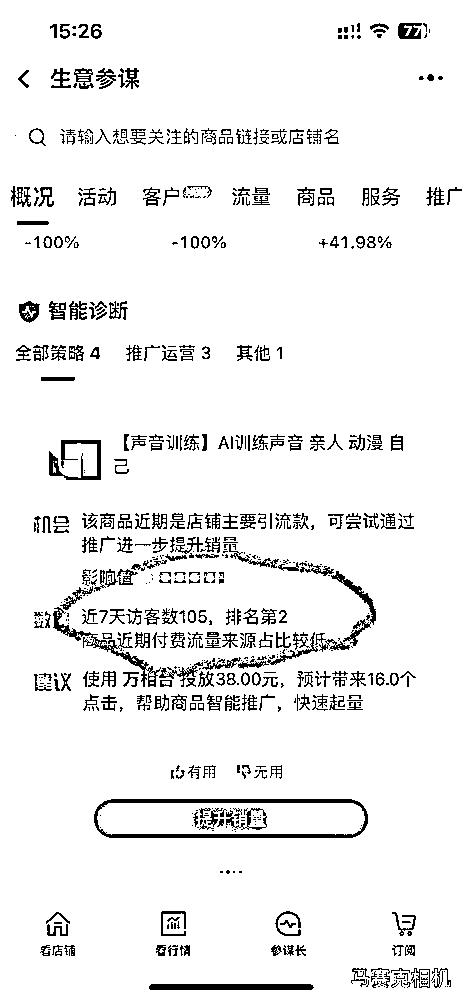 15:26
77
生意参谋
请输入想要关注的商品链接或店铺名
概况 活动 客户 流量 商品 服务 推广
-100% -100% +41.98%
智能诊断
全部策略 4 推广运营 3 其他 1
【声音训练】AI训练声音 亲人 动漫 自
己
机会 该商品近期是店铺主要引流款，可尝试通过
推广进一步提升销量
影响值
近7天访客数105，排名第2
商品近期付费流量来源占比较低
建议 使用 万相台 投放38.00元，预计带来16.0个
点击，帮助商品智能推广，快速起量
有用 无用
提升销量
看店铺 看行情 参谋长 订阅
马赛克相机